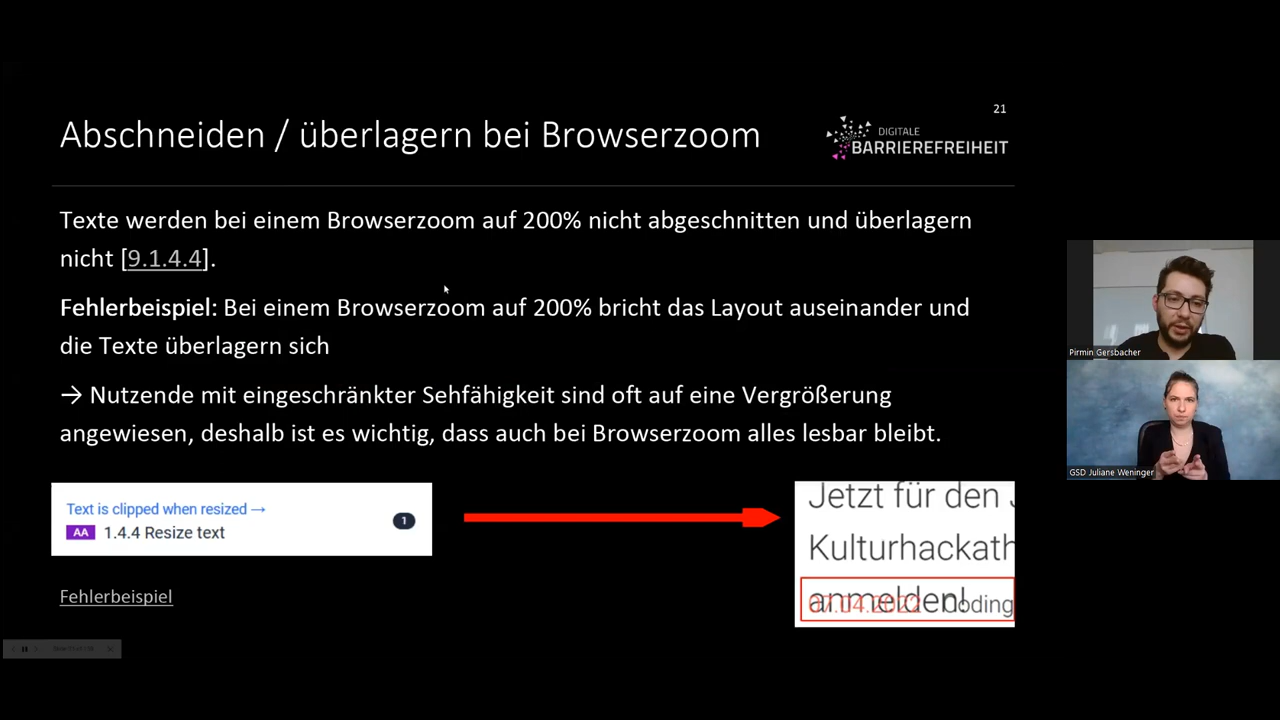 21
Abschneiden / überlagern bei Browserzoom
DIGITALE
BARRIEREFREIHEIT
Texte werden bei einem Browserzoom auf 200% nicht abgeschnitten und überlagern
nicht [9.1.4.4].
Fehlerbeispiel: Bei einem Browserzoom auf 200% bricht das Layout auseinander und
die Texte überlagern sich
→ Nutzende mit eingeschränkter Sehfähigkeit sind oft auf eine Vergrößerung
angewiesen, deshalb ist es wichtig, dass auch bei Browserzoom alles lesbar bleibt.
Text is clipped when resized →
AA 1.4.4 Resize text
1
Jetzt für den J
Kulturhackath
anmelden!
07.04.2022 Coding
Fehlerbeispiel
Pirmin Gersbacher
GSD Juliane Weninger